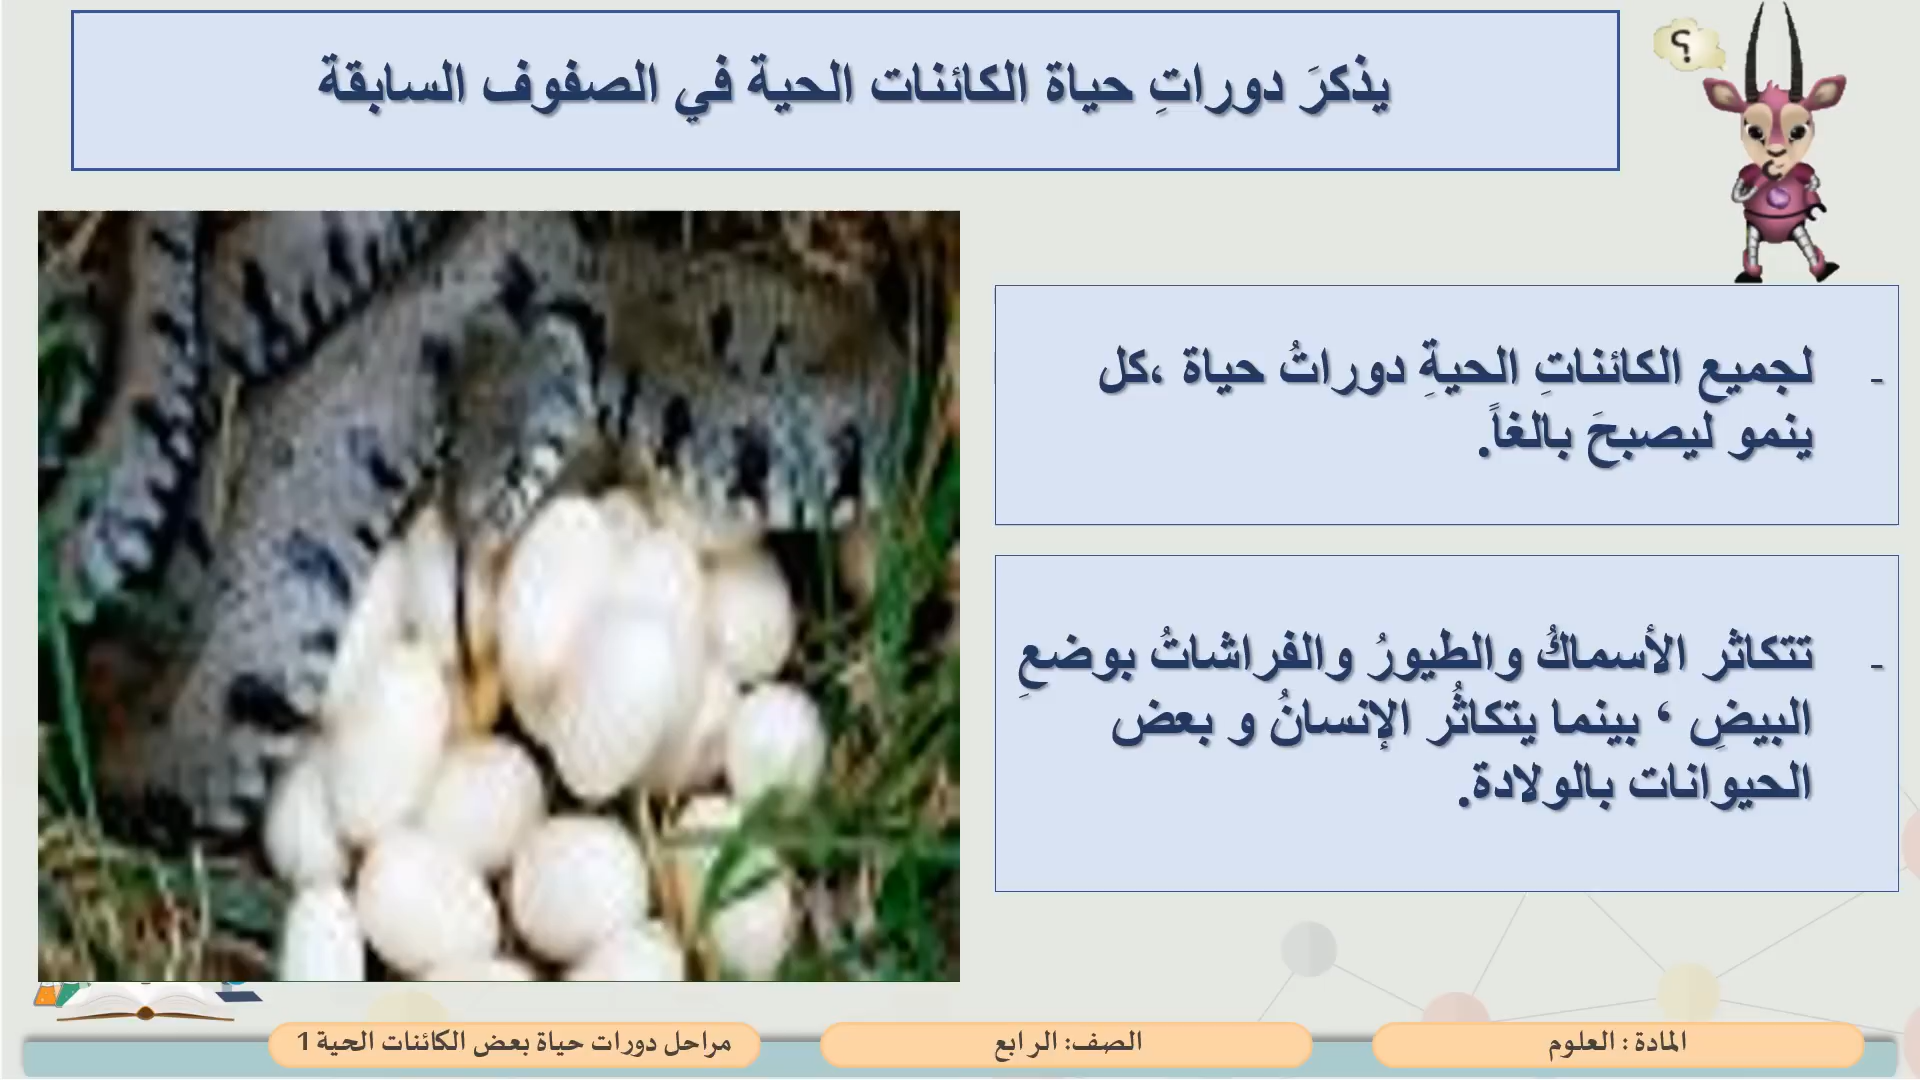 يذكرَ دوراتِ حياة الكائنات الحية في الصفوف السابقة
؟
- لجميع الكائناتِ الحيةِ دوراتُ حياة ،كل
ينمو ليصبحَ بالغاً.
- تتكاثر الأسماكُ والطيورُ والفراشاتُ بوضعِ
البيضِ ، بينما يتكاثُر الإنسانُ و بعض
الحيوانات بالولادة.
المادة : العلوم
الصف: الرابع
مراحل دورات حياة بعض الكائنات الحية 1